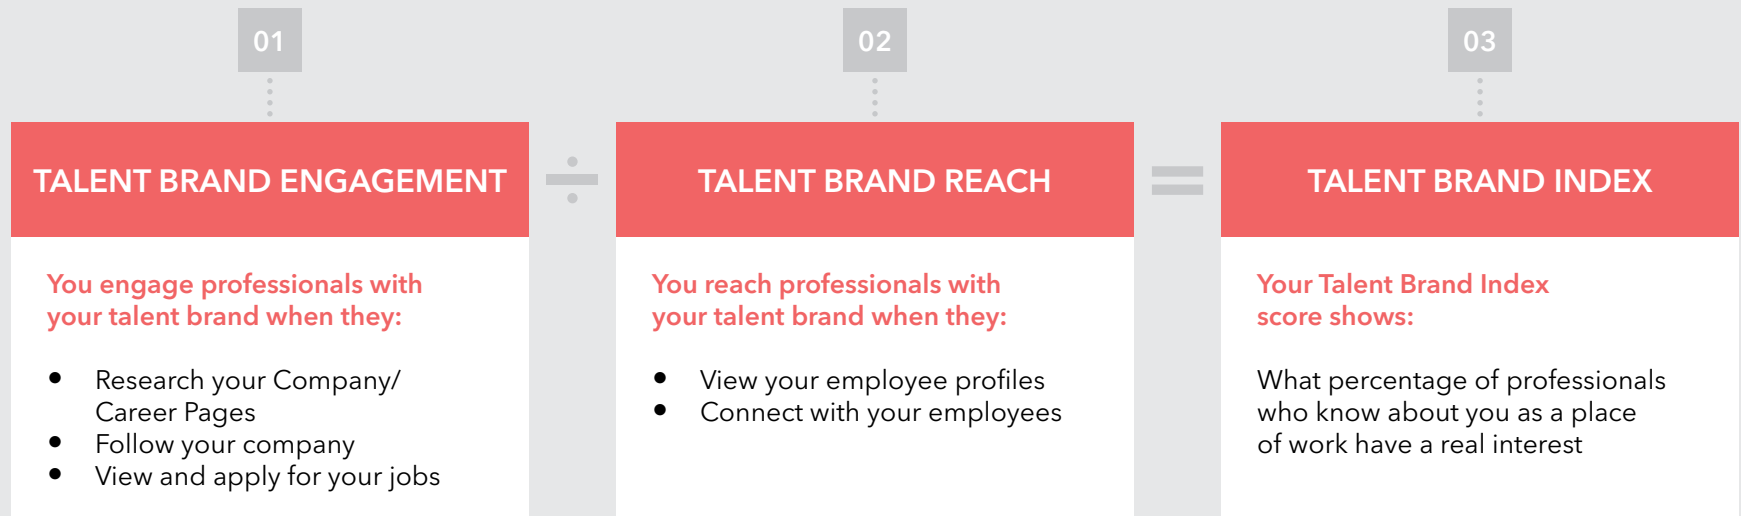 01
TALENT BRAND ENGAGEMENT
You engage professionals with
your talent brand when they:
• Research your Company/
Career Pages
• Follow your company
• View and apply for your jobs
÷
02
TALENT BRAND REACH
You reach professionals with
your talent brand when they:
• View your employee profiles
• Connect with your employees
=
03
TALENT BRAND INDEX
Your Talent Brand Index
score shows:
What percentage of professionals
who know about you as a place
of work have a real interest